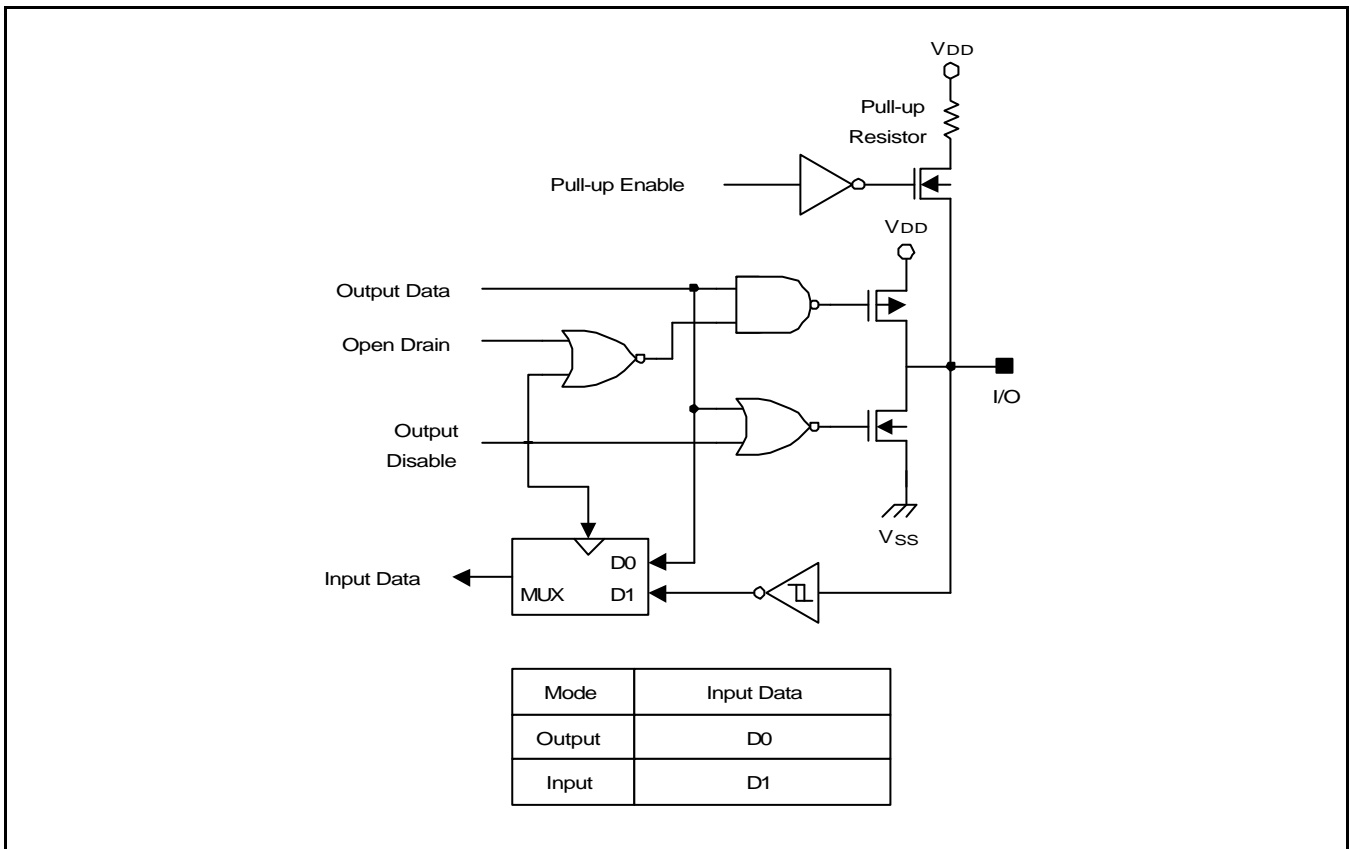 VDD
Pull-up
Resistor
Pull-up Enable
VDD
Output Data
Open Drain
I/O
Output
Disable
VSS
D0
Input Data
MUX
D1
Mode
Input Data
Output
D0
Input
D1